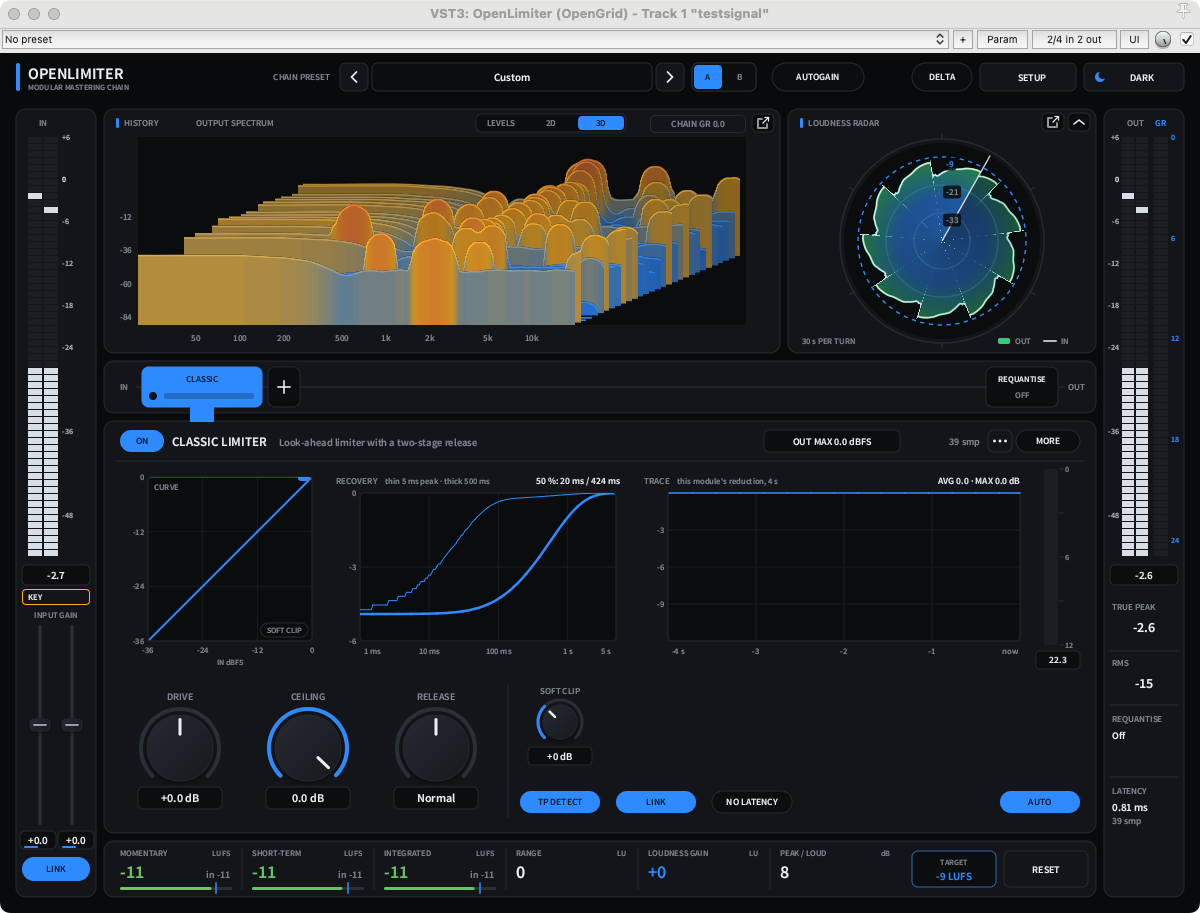 VST3: OpenLimiter (OpenGrid) - Track 1 "testsignal"
No preset
+
Param
2/4 in 2 out
UI
OPENLIMITER
MODULAR MASTERING CHAIN
CHAIN PRESET
Custom
A
B
AUTOGAIN
DELTA
SETUP
DARK
IN
+6
0
-6
-12
-18
-24
-36
-48
-2.7
KEY
INPUT GAIN
+0.0
+0.0
LINK
HISTORY
OUTPUT SPECTRUM
LEVELS
2D
3D
CHAIN GR 0.0
-12
-36
-60
-84
50
100
200
500
1k
2k
5k
10k
LOUDNESS RADAR
-9
-21
-33
30 s PER TURN
OUT
IN
IN
CLASSIC
+
REQUANTISE
OFF
OUT
ON
CLASSIC LIMITER
Look-ahead limiter with a two-stage release
OUT MAX 0.0 dBFS
39 smp
MORE
CURVE
0
-12
-24
-36
SOFT CLIP
-36
-24
-12
0
IN dBFS
RECOVERY
thin 5 ms peak · thick 500 ms
50 %: 20 ms / 424 ms
0
-3
-6
1 ms
10 ms
100 ms
1 s
5 s
TRACE
this module's reduction, 4 s
AVG 0.0 · MAX 0.0 dB
-3
-6
-9
-4 s
-3
-2
-1
now
0
6
12
22.3
DRIVE
+0.0 dB
CEILING
0.0 dB
RELEASE
Normal
SOFT CLIP
+0 dB
TP DETECT
LINK
NO LATENCY
AUTO
MOMENTARY
LUFS
-11
in -11
SHORT-TERM
LUFS
-11
in -11
INTEGRATED
LUFS
-11
in -11
RANGE
LU
0
LOUDNESS GAIN
LU
+0
PEAK / LOUD
dB
8
TARGET
-9 LUFS
RESET
OUT
GR
+6
0
-6
-12
-18
-24
-36
-48
0
6
12
18
24
-2.6
TRUE PEAK
-2.6
RMS
-15
REQUANTISE
Off
LATENCY
0.81 ms
39 smp